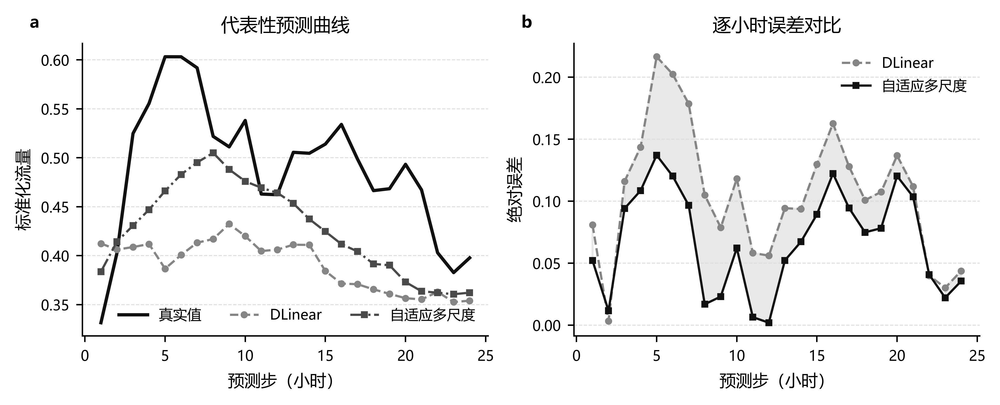 a
代表性预测曲线
标准化流量
0.60
0.55
0.50
0.45
0.40
0.35
真实值 DLinear 自适应多尺度
0 5 10 15 20 25
预测步（小时）
b
逐小时误差对比
绝对误差
0.20
0.15
0.10
0.05
0.00
DLinear
自适应多尺度
0 5 10 15 20 25
预测步（小时）